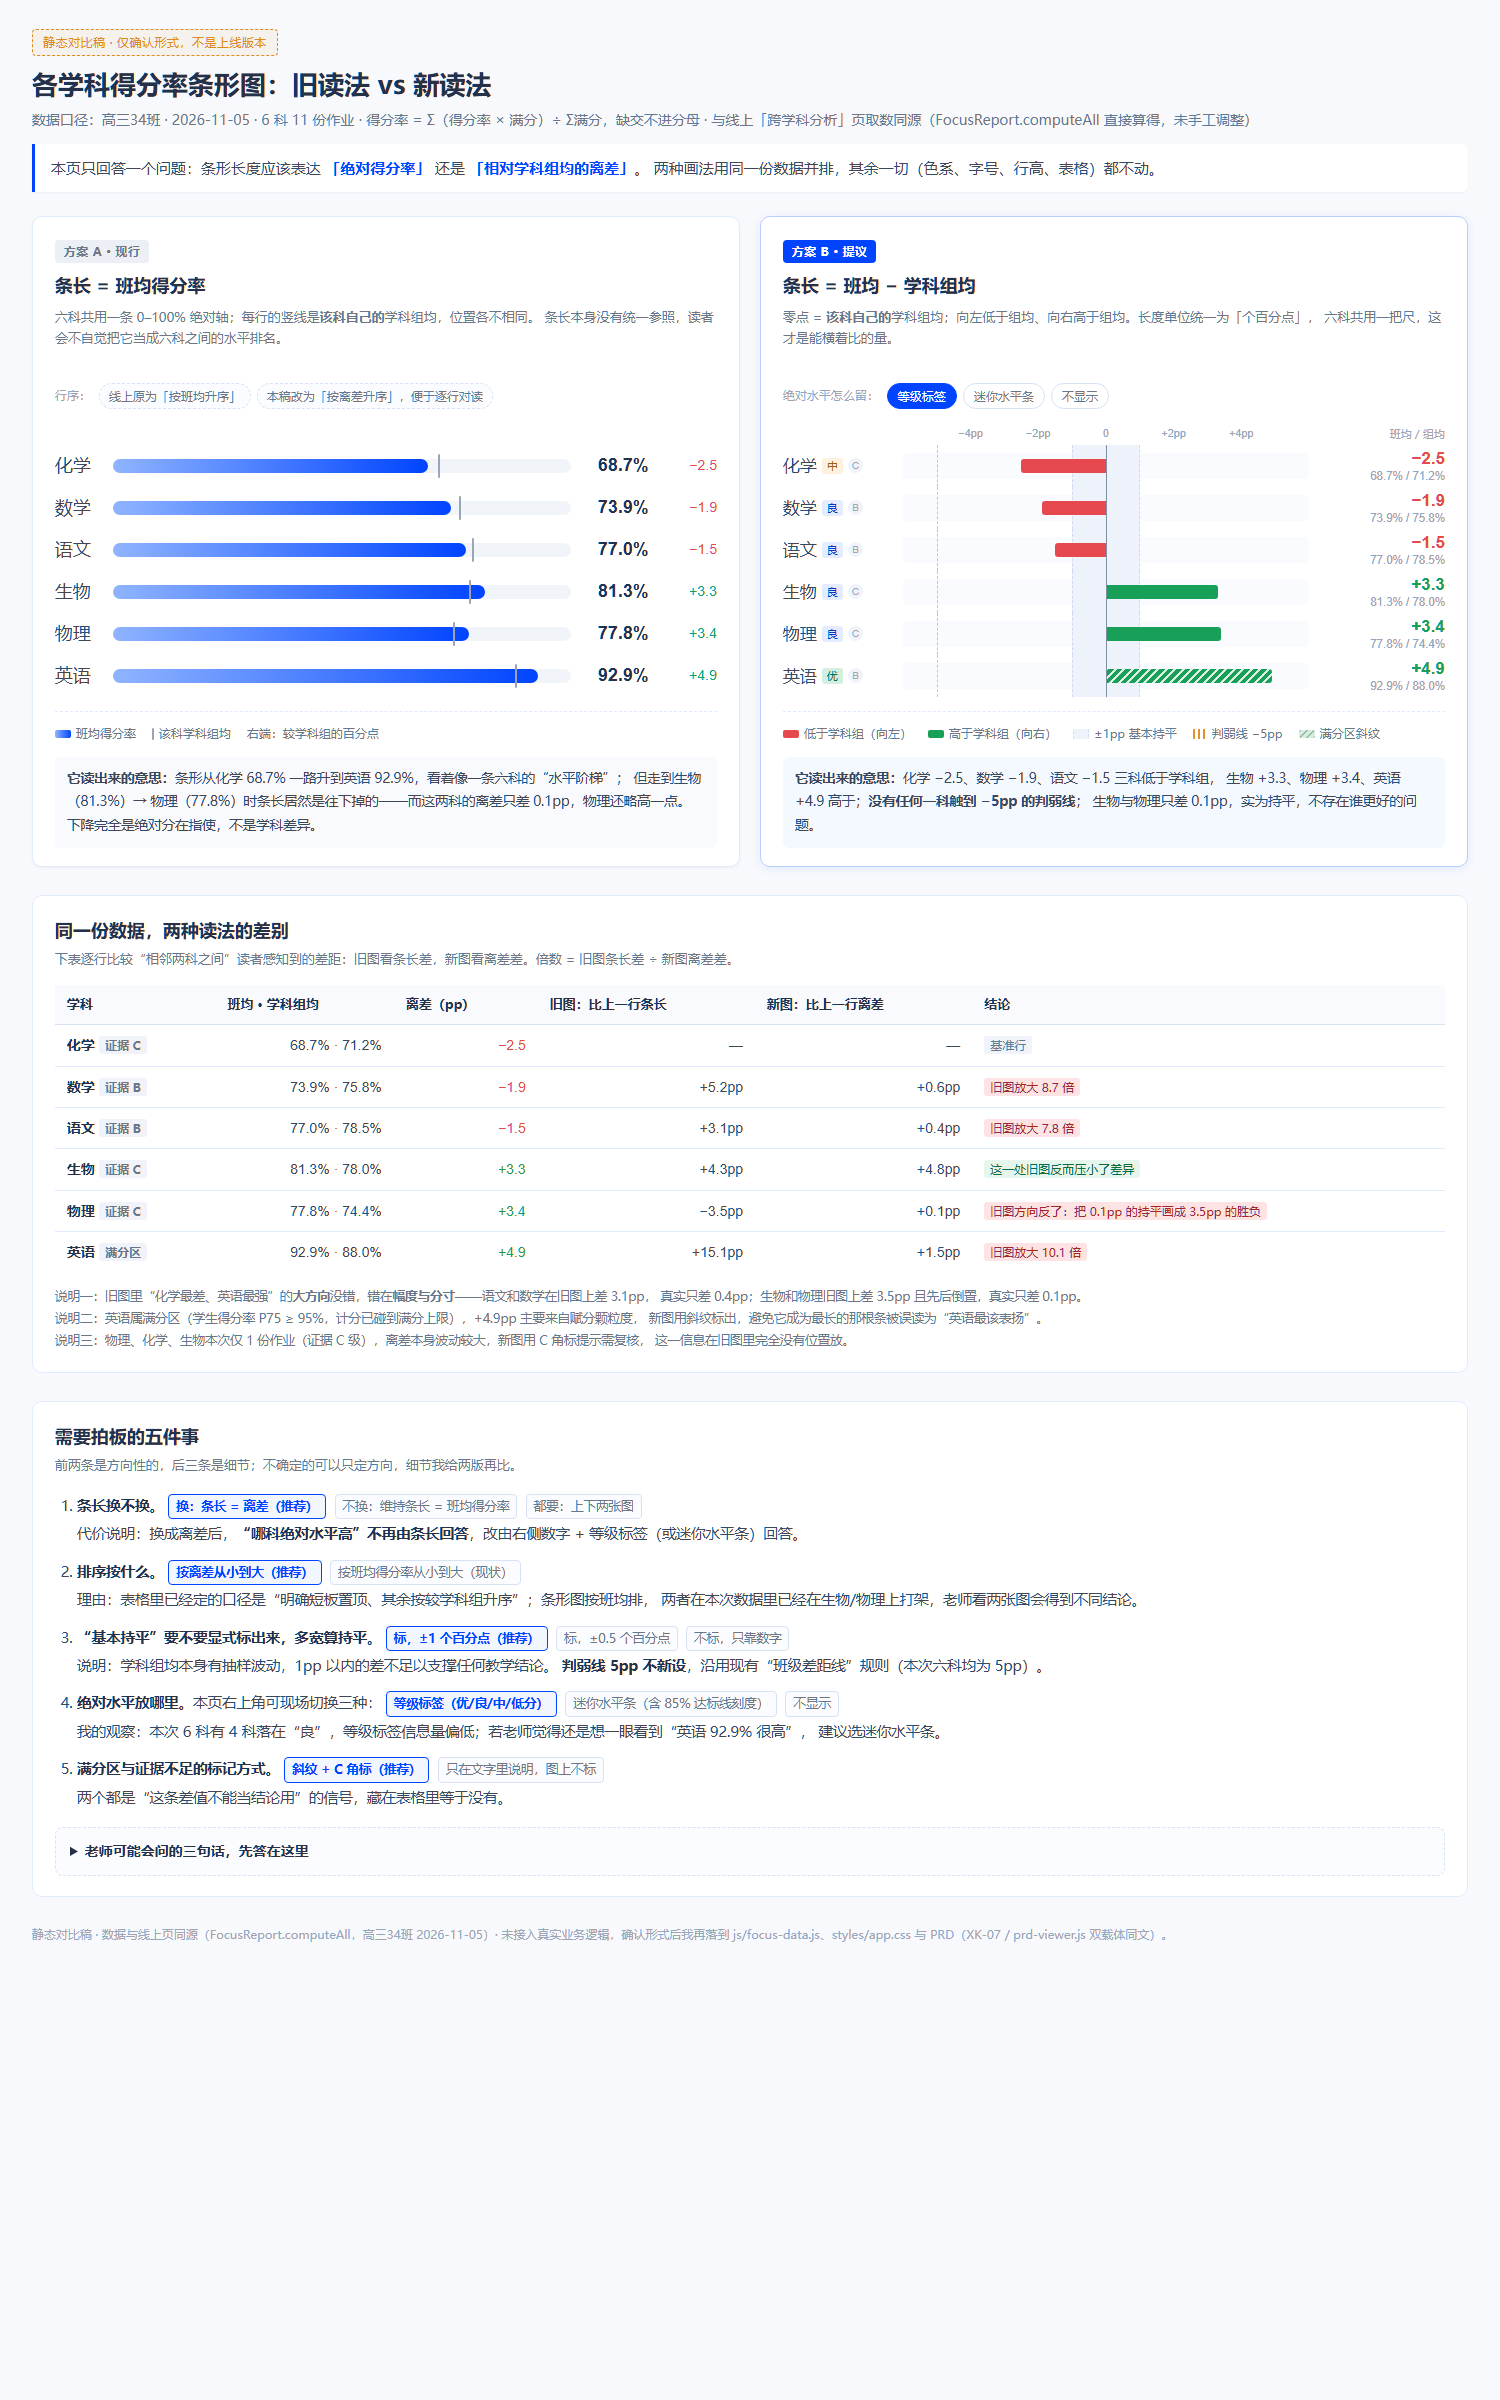 静态对比稿 · 仅确认形式，不是上线版本
各学科得分率条形图：旧读法 vs 新读法
数据口径：高三34班 · 2026-11-05 · 6 科 11 份作业 · 得分率 = Σ（得分率 × 满分）÷ Σ满分，缺交不进分母 · 与线上「跨学科分析」页取数同源（FocusReport.computeAll 直接算得，未手工调整）
本页只回答一个问题：条形长度应该表达 「绝对得分率」 还是 「相对学科组均的离差」。 两种画法用同一份数据并排，其余一切（色系、字号、行高、表格）都不动。
方案 A · 现行
条长 = 班均得分率
六科共用一条 0–100% 绝对轴；每行的竖线是该科自己的学科组均，位置各不相同。 条长本身没有统一参照，读者
会不自觉把它当成六科之间的水平排名。
行序： 线上原为「按班均升序」 本稿改为「按离差升序」，便于逐行对读
化学 68.7% −2.5
数学 73.9% −1.9
语文 77.0% −1.5
生物 81.3% +3.3
物理 77.8% +3.4
英语 92.9% +4.9
班均得分率 该科学科组均 右端：较学科组的百分点
它读出来的意思：条形从化学 68.7% 一路升到英语 92.9%，看着像一条六科的“水平阶梯”； 但走到生物
（81.3%）→ 物理（77.8%）时条长居然是往下掉的——而这两科的离差只差 0.1pp，物理还略高一点。
下降完全是绝对分在指使，不是学科差异。
方案 B · 提议
条长 = 班均 − 学科组均
零点 = 该科自己的学科组均；向左低于组均、向右高于组均。长度单位统一为「个百分点」， 六科共用一把尺，这
才是能横着比的量。
绝对水平怎么留： 等级标签 迷你水平条 不显示
−4pp −2pp 0 +2pp +4pp 班均 / 组均
化学 中 C −2.5
68.7% / 71.2%
数学 良 B −1.9
73.9% / 75.8%
语文 良 B −1.5
77.0% / 78.5%
生物 良 C +3.3
81.3% / 78.0%
物理 良 C +3.4
77.8% / 74.4%
英语 优 B +4.9
92.9% / 88.0%
低于学科组（向左） 高于学科组（向右） ±1pp 基本持平 判弱线 −5pp 满分区斜纹
它读出来的意思：化学 −2.5、数学 −1.9、语文 −1.5 三科低于学科组， 生物 +3.3、物理 +3.4、英语
+4.9 高于；没有任何一科触到 −5pp 的判弱线； 生物与物理只差 0.1pp，实为持平，不存在谁更好的问
题。
同一份数据，两种读法的差别
下表逐行比较“相邻两科之间”读者感知到的差距：旧图看条长差，新图看离差差。倍数 = 旧图条长差 ÷ 新图离差差。
学科 班均 · 学科组均 离差（pp） 旧图：比上一行条长 新图：比上一行离差 结论
化学 证据 C 68.7% · 71.2% −2.5 — — 基准行
数学 证据 B 73.9% · 75.8% −1.9 +5.2pp +0.6pp 旧图放大 8.7 倍
语文 证据 B 77.0% · 78.5% −1.5 +3.1pp +0.4pp 旧图放大 7.8 倍
生物 证据 C 81.3% · 78.0% +3.3 +4.3pp +4.8pp 这一处旧图反而压小了差异
物理 证据 C 77.8% · 74.4% +3.4 −3.5pp +0.1pp 旧图方向反了：把 0.1pp 的持平画成 3.5pp 的胜负
英语 满分区 92.9% · 88.0% +4.9 +15.1pp +1.5pp 旧图放大 10.1 倍
说明一：旧图里“化学最差、英语最强”的大方向没错，错在幅度与分寸——语文和数学在旧图上差 3.1pp， 真实只差 0.4pp；生物和物理旧图上差 3.5pp 且先后倒置，真实只差 0.1pp。
说明二：英语属满分区（学生得分率 P75 ≥ 95%，计分已碰到满分上限），+4.9pp 主要来自赋分颗粒度， 新图用斜纹标出，避免它成为最长的那根条被误读为“英语最该表扬”。
说明三：物理、化学、生物本次仅 1 份作业（证据 C 级），离差本身波动较大，新图用 C 角标提示需复核， 这一信息在旧图里完全没有位置放。
需要拍板的五件事
前两条是方向性的，后三条是细节；不确定的可以只定方向，细节我给两版再比。
1. 条长换不换。 换：条长 = 离差（推荐） 不换：维持条长 = 班均得分率 都要：上下两张图
代价说明：换成离差后，“哪科绝对水平高”不再由条长回答，改由右侧数字 + 等级标签（或迷你水平条）回答。
2. 排序按什么。 按离差从小到大（推荐） 按班均得分率从小到大（现状）
理由：表格里已经定的口径是“明确短板置顶、其余按较学科组升序”；条形图按班均排， 两者在本次数据里已经在生物/物理上打架，老师看两张图会得到不同结论。
3. “基本持平”要不要显式标出来，多宽算持平。 标，±1 个百分点（推荐） 标，±0.5 个百分点 不标，只靠数字
说明：学科组均本身有抽样波动，1pp 以内的差不足以支撑任何教学结论。 判弱线 5pp 不新设，沿用现有“班级差距线”规则（本次六科均为 5pp）。
4. 绝对水平放哪里。本页右上角可现场切换三种： 等级标签（优/良/中/低分） 迷你水平条（含 85% 达标线刻度） 不显示
我的观察：本次 6 科有 4 科落在“良”，等级标签信息量偏低；若老师觉得还是想一眼看到“英语 92.9% 很高”， 建议选迷你水平条。
5. 满分区与证据不足的标记方式。 斜纹 + C 角标（推荐） 只在文字里说明，图上不标
两个都是“这条差值不能当结论用”的信号，藏在表格里等于没有。
▶ 老师可能会问的三句话，先答在这里
静态对比稿 · 数据与线上页同源（FocusReport.computeAll，高三34班 2026-11-05）· 未接入真实业务逻辑，确认形式后我再落到 js/focus-data.js、styles/app.css 与 PRD（XK-07 / prd-viewer.js 双载体同文）。